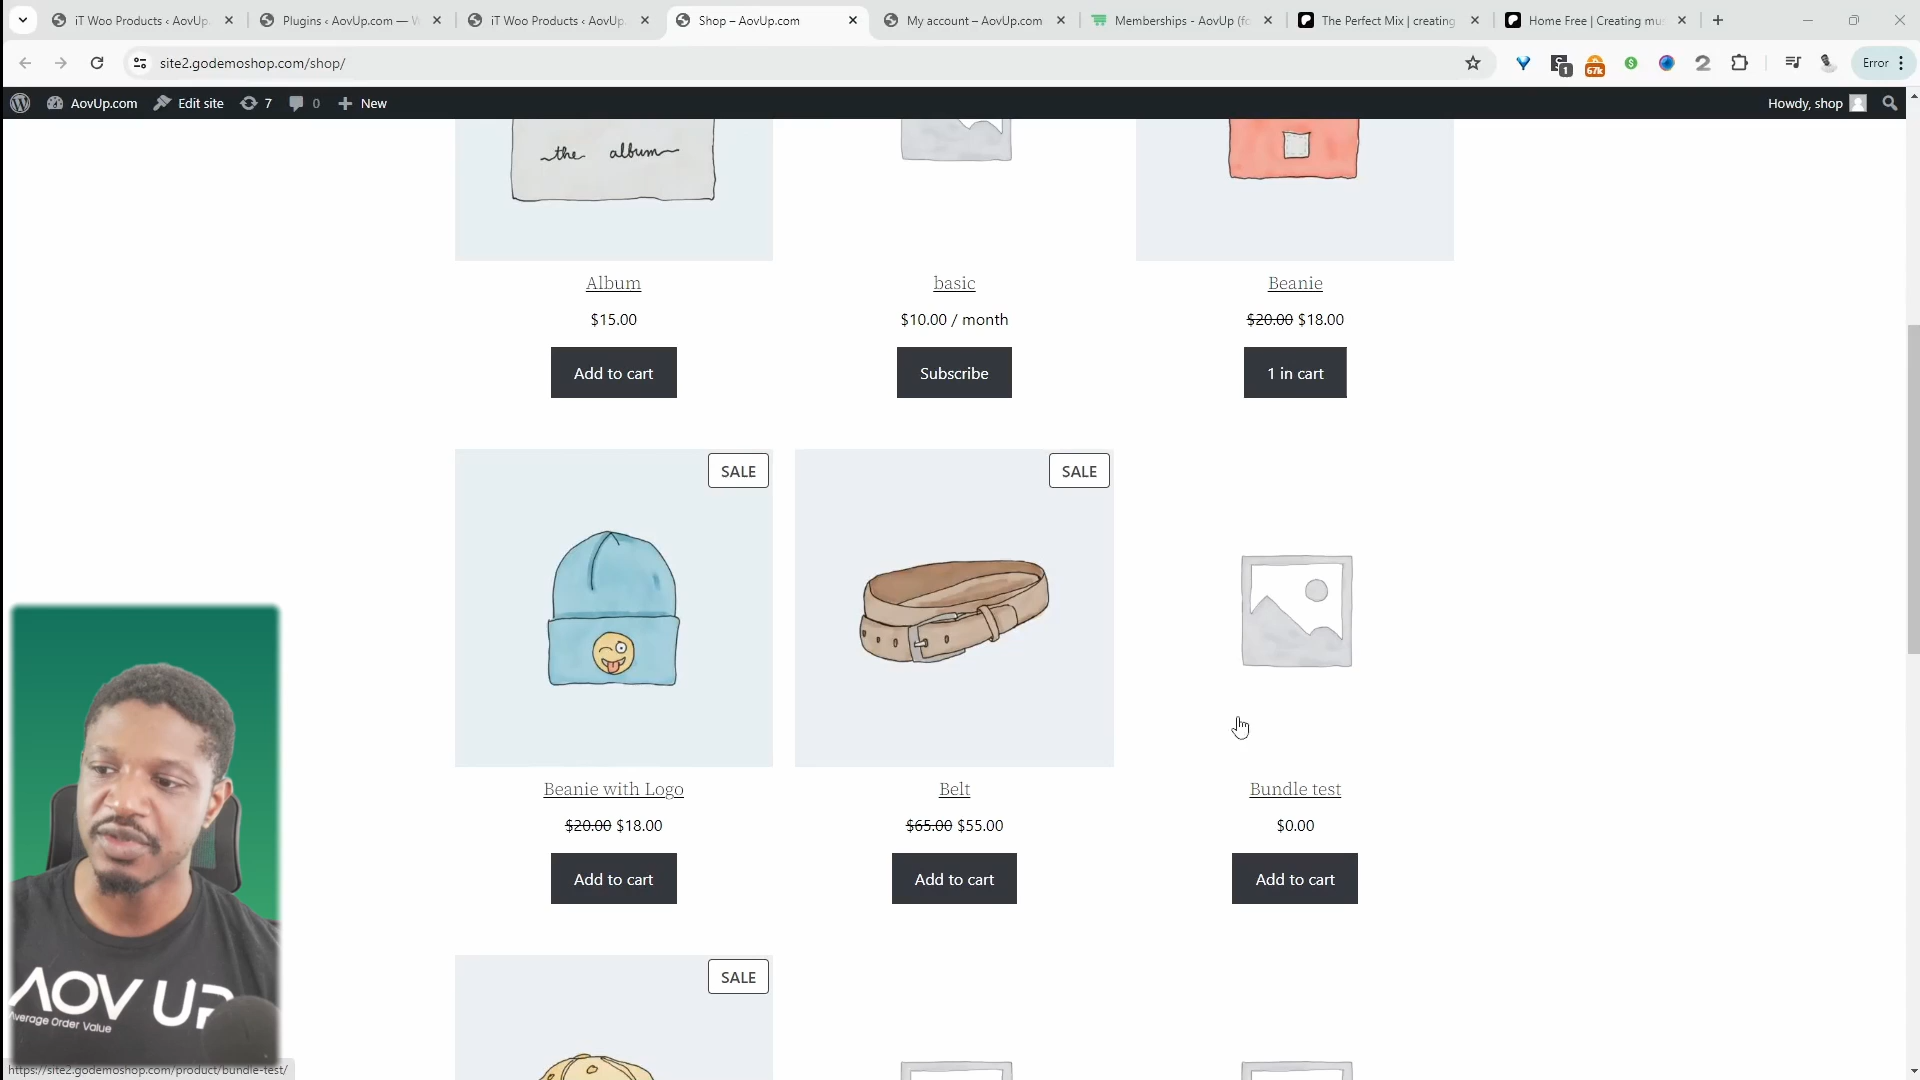 iT Woo Products ‹ AovUp.
Plugins ‹ AovUp.com — W
iT Woo Products ‹ AovUp.
Shop – AovUp.com
My account – AovUp.com
Memberships - AovUp (fo
The Perfect Mix | creating
Home Free | Creating mus
site2.godemoshop.com/shop/
1
67k
Error
AovUp.com
Edit site
7
0
New
Howdy, shop
the album
Album
basic
Beanie
$15.00
$10.00 / month
$20.00 $18.00
Add to cart
Subscribe
1 in cart
SALE
SALE
Beanie with Logo
Belt
Bundle test
$20.00 $18.00
$65.00 $55.00
$0.00
Add to cart
Add to cart
Add to cart
SALE
AOV UP
Average Order Value
https://site2.godemoshop.com/product/bundle-test/